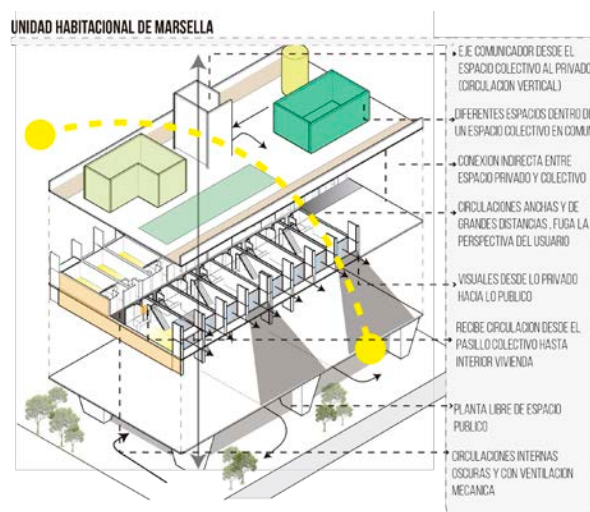 UNIDAD HABITACIONAL DE MARSELLA
EJE COMUNICADOR DESDE EL
ESPACIO COLECTIVO AL PRIVADO
(CIRCULACION VERTICAL)
DIFERENTES ESPACIOS DENTRO DE
UN ESPACIO COLECTIVO EN COMUN
CONEXION INDIRECTA ENTRE
ESPACIO PRIVADO Y COLECTIVO
CIRCULACIONES ANCHAS Y DE
GRANDES DISTANCIAS , FUGA LA
PERSPECTIVA DEL USUARIO
VISUALES DESDE LO PRIVADO
HACIA LO PUBLICO
RECIBE CIRCULACION DESDE EL
PASILLO COLECTIVO HASTA
INTERIOR VIVIENDA
PLANTA LIBRE DE ESPACIO
PUBLICO
CIRCULACIONES INTERNAS
OSCURAS Y CON VENTILACION
MECANICA